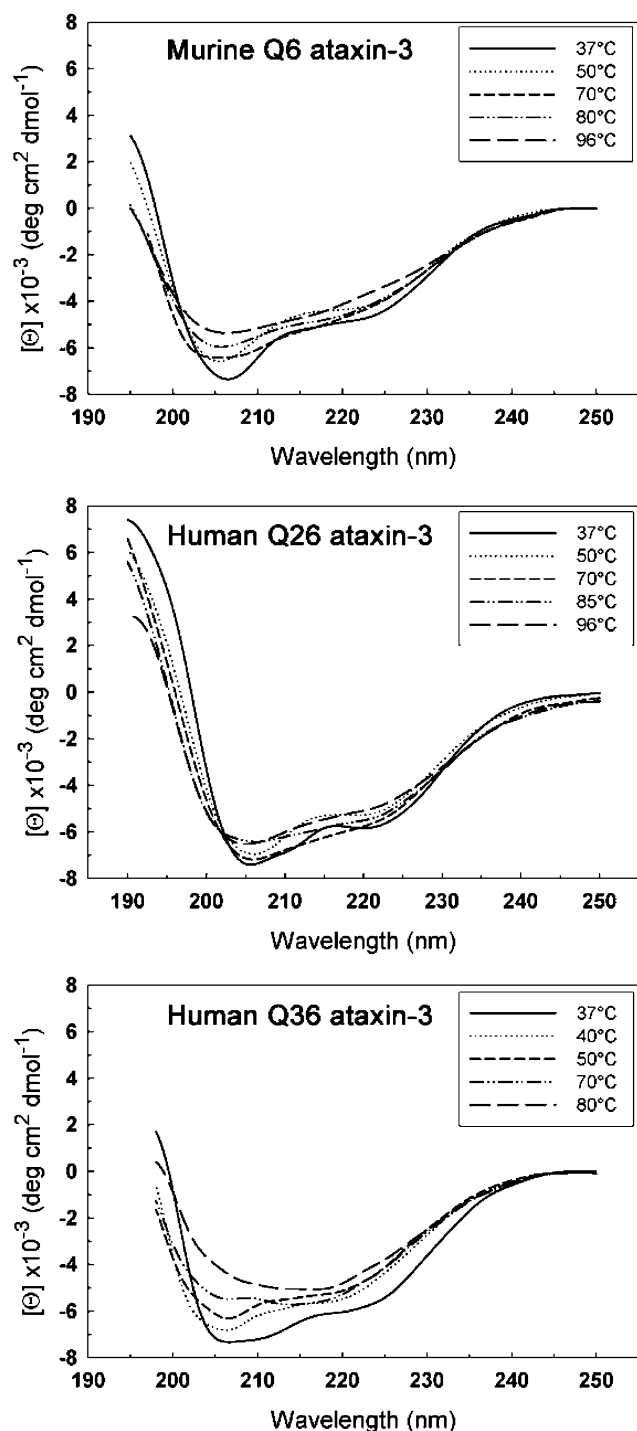 Murine Q6 ataxin-3
37°C
50°C
70°C
80°C
96°C
[Θ] x10⁻³ (deg cm² dmol⁻¹)
8
6
4
2
0
-2
-4
-6
-8
190 200 210 220 230 240 250
Wavelength (nm)
Human Q26 ataxin-3
37°C
50°C
70°C
85°C
96°C
[Θ] x10⁻³ (deg cm² dmol⁻¹)
8
6
4
2
0
-2
-4
-6
-8
190 200 210 220 230 240 250
Wavelength (nm)
Human Q36 ataxin-3
37°C
40°C
50°C
70°C
80°C
[Θ] x10⁻³ (deg cm² dmol⁻¹)
8
6
4
2
0
-2
-4
-6
-8
190 200 210 220 230 240 250
Wavelength (nm)